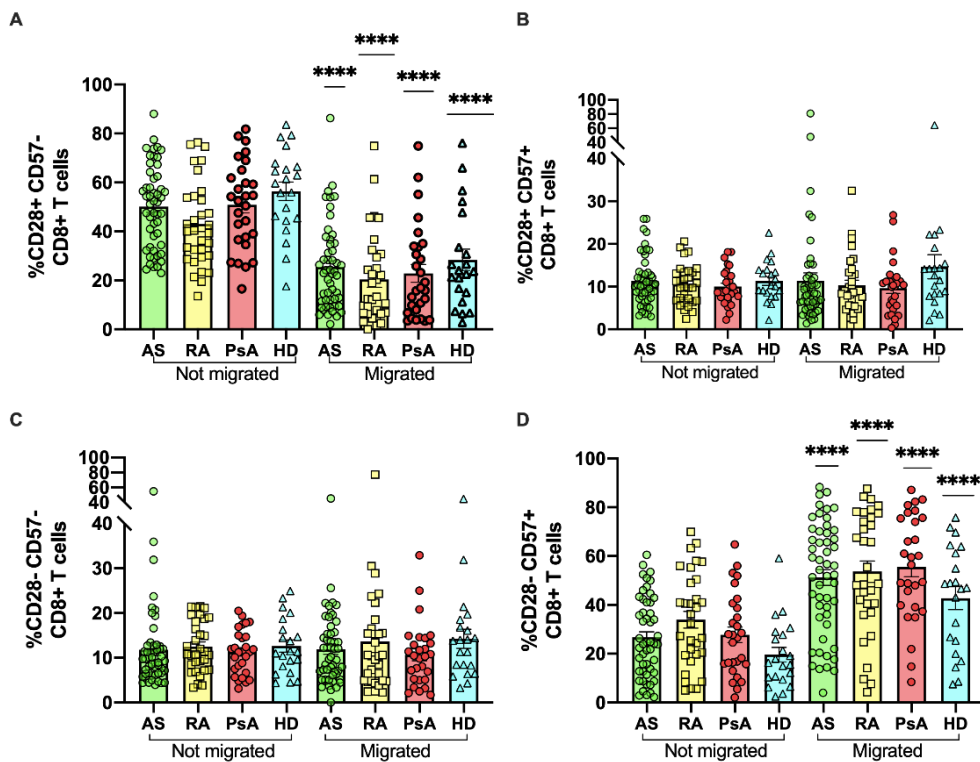 A
%CD28+ CD57-
CD8+ T cells
100
80
60
40
20
0
****
****
****
****
AS RA PsA HD AS RA PsA HD
Not migrated Migrated
B
%CD28+ CD57+
CD8+ T cells
100
80
60
40
40
30
20
10
0
AS RA PsA HD AS RA PsA HD
Not migrated Migrated
C
%CD28- CD57-
CD8+ T cells
100
80
60
40
40
30
20
10
0
AS RA PsA HD AS RA PsA HD
Not migrated Migrated
D
%CD28- CD57+
CD8+ T cells
100
80
60
40
20
0
****
****
****
****
AS RA PsA HD AS RA PsA HD
Not migrated Migrated